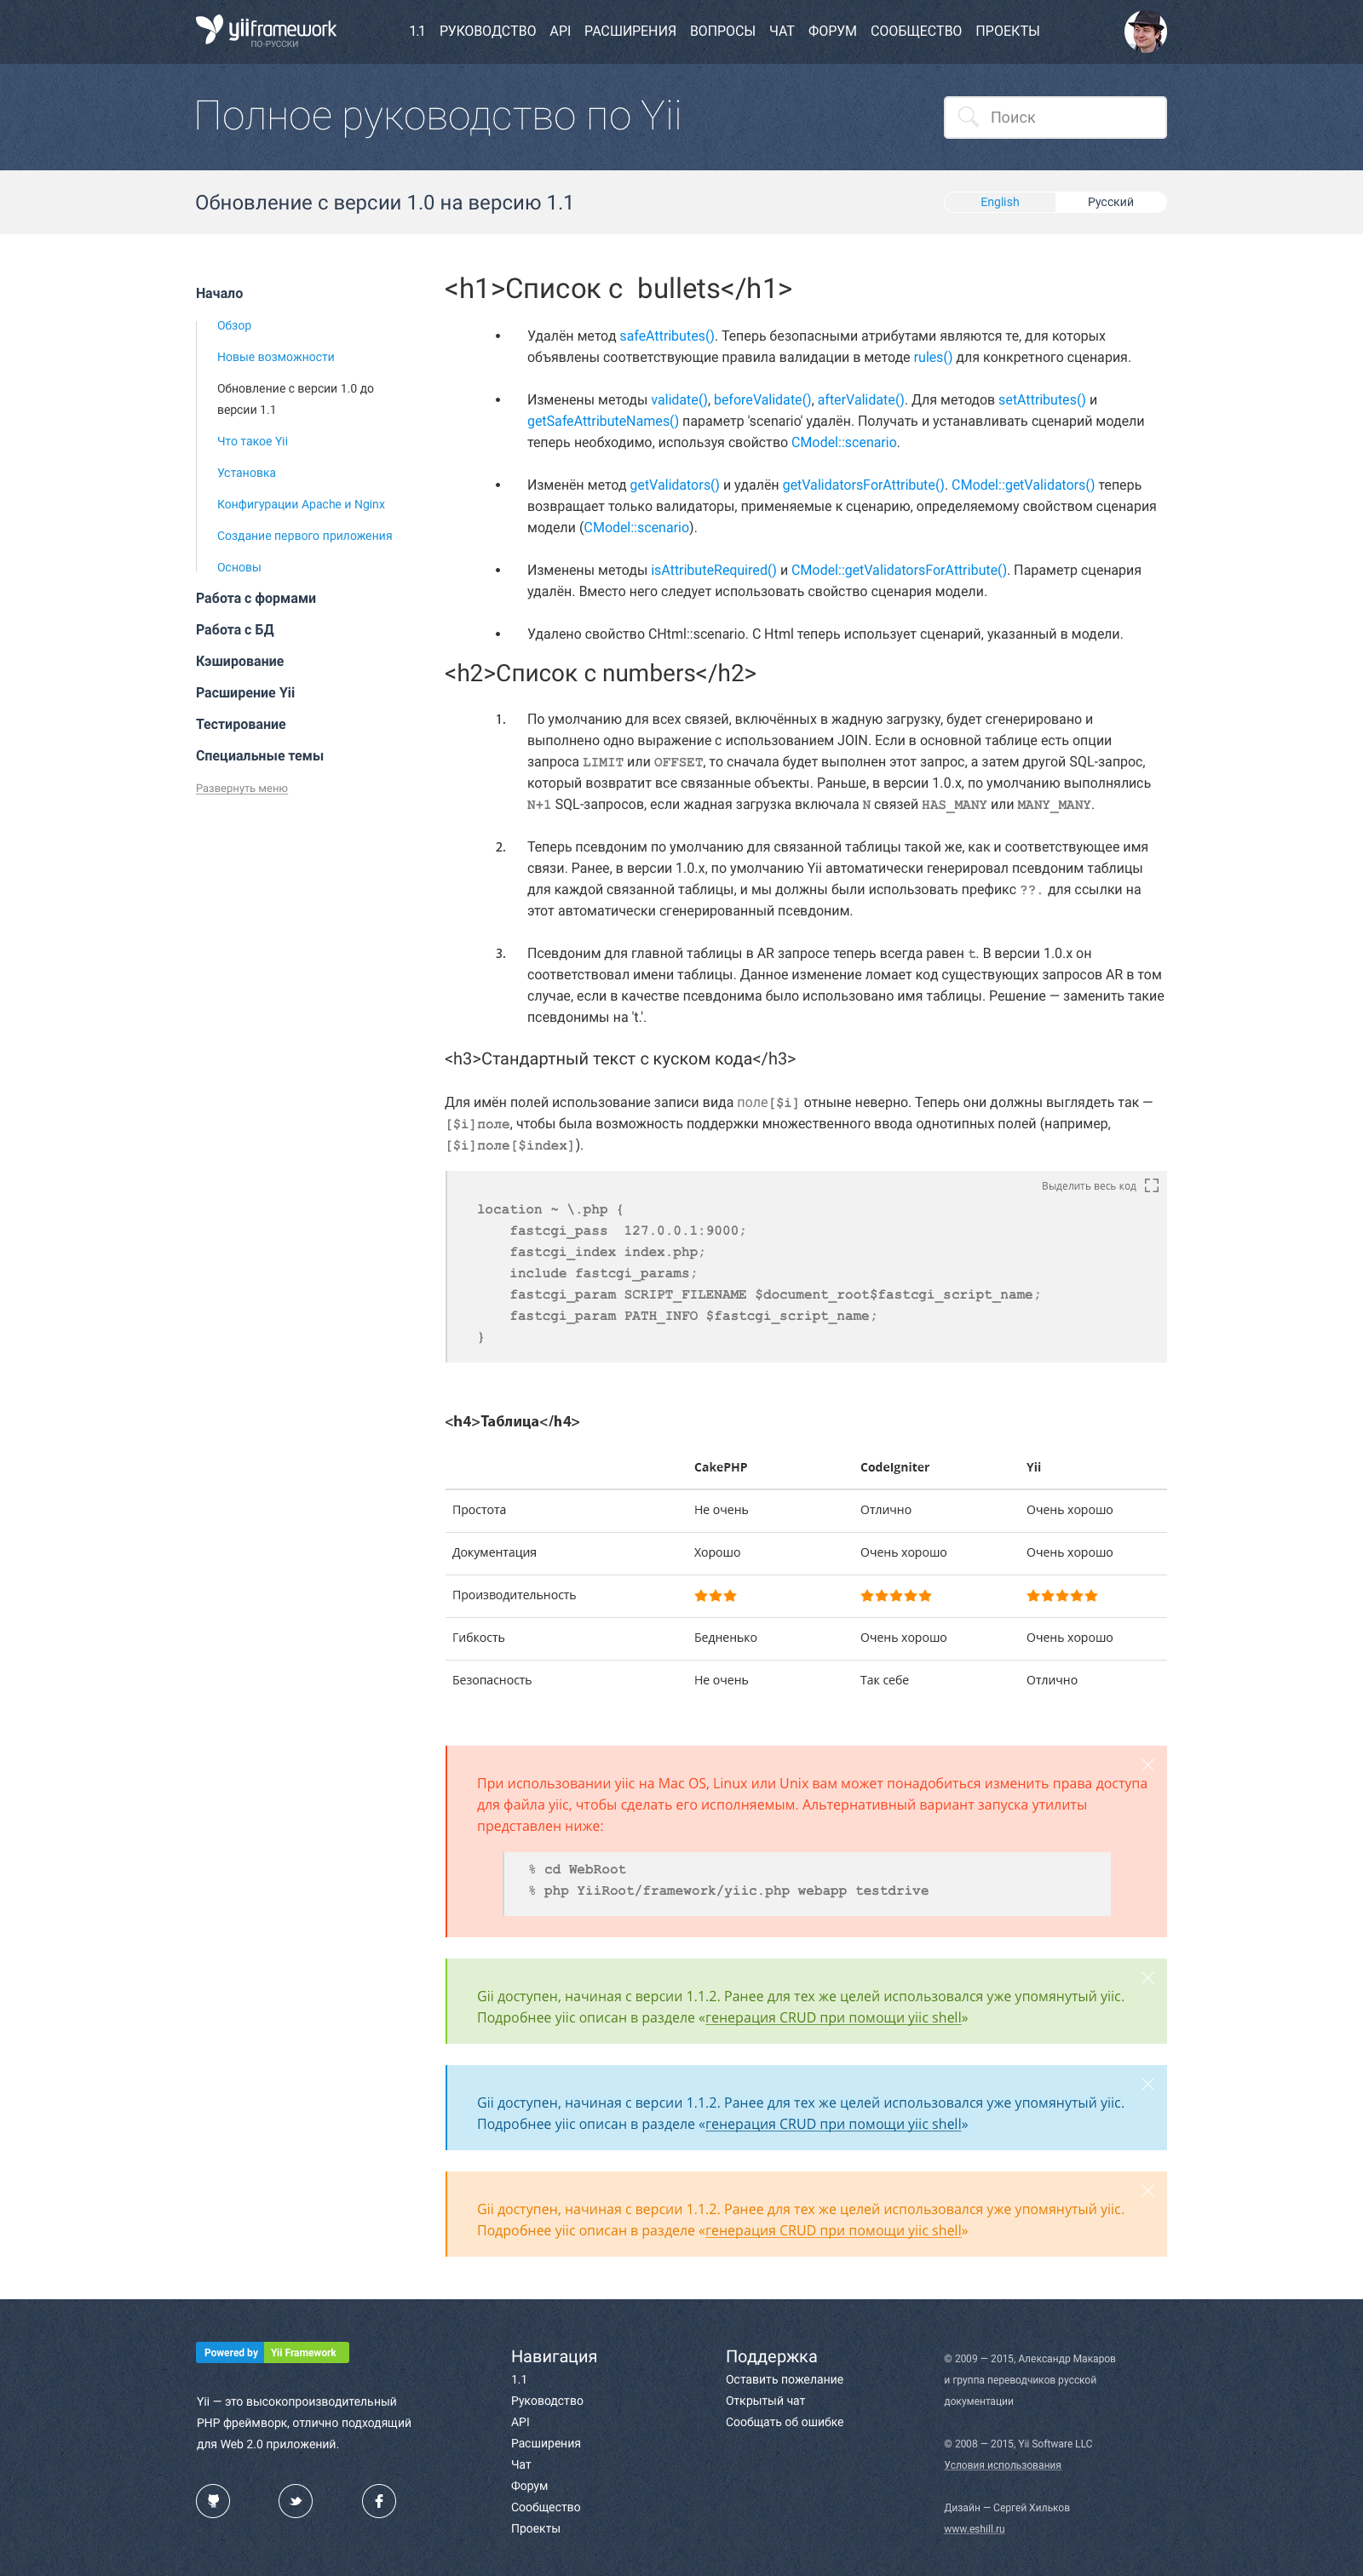 yiiframework
ПО-РУССКИ
1.1 РУКОВОДСТВО API РАСШИРЕНИЯ ВОПРОСЫ ЧАТ ФОРУМ СООБЩЕСТВО ПРОЕКТЫ
Полное руководство по Yii
Поиск
Обновление с версии 1.0 на версию 1.1
English Русский
Начало
Обзор
Новые возможности
Обновление с версии 1.0 до
версии 1.1
Что такое Yii
Установка
Конфигурации Apache и Nginx
Создание первого приложения
Основы
Работа с формами
Работа с БД
Кэширование
Расширение Yii
Тестирование
Специальные темы
Развернуть меню
<h1>Список с  bullets</h1>
• Удалён метод safeAttributes(). Теперь безопасными атрибутами являются те, для которых
объявлены соответствующие правила валидации в методе rules() для конкретного сценария.
• Изменены методы validate(), beforeValidate(), afterValidate(). Для методов setAttributes() и
getSafeAttributeNames() параметр 'scenario' удалён. Получать и устанавливать сценарий модели
теперь необходимо, используя свойство CModel::scenario.
• Изменён метод getValidators() и удалён getValidatorsForAttribute(). CModel::getValidators() теперь
возвращает только валидаторы, применяемые к сценарию, определяемому свойством сценария
модели (CModel::scenario).
• Изменены методы isAttributeRequired() и CModel::getValidatorsForAttribute(). Параметр сценария
удалён. Вместо него следует использовать свойство сценария модели.
• Удалено свойство CHtml::scenario. C Html теперь использует сценарий, указанный в модели.
<h2>Список с numbers</h2>
1. По умолчанию для всех связей, включённых в жадную загрузку, будет сгенерировано и
выполнено одно выражение с использованием JOIN. Если в основной таблице есть опции
запроса LIMIT или OFFSET, то сначала будет выполнен этот запрос, а затем другой SQL-запрос,
который возвратит все связанные объекты. Раньше, в версии 1.0.x, по умолчанию выполнялись
N+1 SQL-запросов, если жадная загрузка включала N связей HAS_MANY или MANY_MANY.
2. Теперь псевдоним по умолчанию для связанной таблицы такой же, как и соответствующее имя
связи. Ранее, в версии 1.0.x, по умолчанию Yii автоматически генерировал псевдоним таблицы
для каждой связанной таблицы, и мы должны были использовать префикс ??. для ссылки на
этот автоматически сгенерированный псевдоним.
3. Псевдоним для главной таблицы в AR запросе теперь всегда равен t. В версии 1.0.x он
соответствовал имени таблицы. Данное изменение ломает код существующих запросов AR в том
случае, если в качестве псевдонима было использовано имя таблицы. Решение — заменить такие
псевдонимы на 't.'.
<h3>Стандартный текст с куском кода</h3>
Для имён полей использование записи вида поле[$i] отныне неверно. Теперь они должны выглядеть так —
[$i]поле, чтобы была возможность поддержки множественного ввода однотипных полей (например,
[$i]поле[$index]).
Выделить весь код
location ~ \.php {
    fastcgi_pass  127.0.0.1:9000;
    fastcgi_index index.php;
    include fastcgi_params;
    fastcgi_param SCRIPT_FILENAME $document_root$fastcgi_script_name;
    fastcgi_param PATH_INFO $fastcgi_script_name;
}
<h4>Таблица</h4>
CakePHP CodeIgniter Yii
Простота Не очень Отлично Очень хорошо
Документация Хорошо Очень хорошо Очень хорошо
Производительность
Гибкость Бедненько Очень хорошо Очень хорошо
Безопасность Не очень Так себе Отлично
При использовании yiic на Mac OS, Linux или Unix вам может понадобиться изменить права доступа
для файла yiic, чтобы сделать его исполняемым. Альтернативный вариант запуска утилиты
представлен ниже:
% cd WebRoot
% php YiiRoot/framework/yiic.php webapp testdrive
Gii доступен, начиная с версии 1.1.2. Ранее для тех же целей использовался уже упомянутый yiic.
Подробнее yiic описан в разделе «генерация CRUD при помощи yiic shell»
Gii доступен, начиная с версии 1.1.2. Ранее для тех же целей использовался уже упомянутый yiic.
Подробнее yiic описан в разделе «генерация CRUD при помощи yiic shell»
Gii доступен, начиная с версии 1.1.2. Ранее для тех же целей использовался уже упомянутый yiic.
Подробнее yiic описан в разделе «генерация CRUD при помощи yiic shell»
Powered by Yii Framework
Yii — это высокопроизводительный
PHP фреймворк, отлично подходящий
для Web 2.0 приложений.
Навигация
1.1
Руководство
API
Расширения
Чат
Форум
Сообщество
Проекты
Поддержка
Оставить пожелание
Открытый чат
Сообщать об ошибке
© 2009 — 2015, Александр Макаров
и группа переводчиков русской
документации
© 2008 — 2015, Yii Software LLC
Условия использования
Дизайн — Сергей Хильков
www.eshill.ru